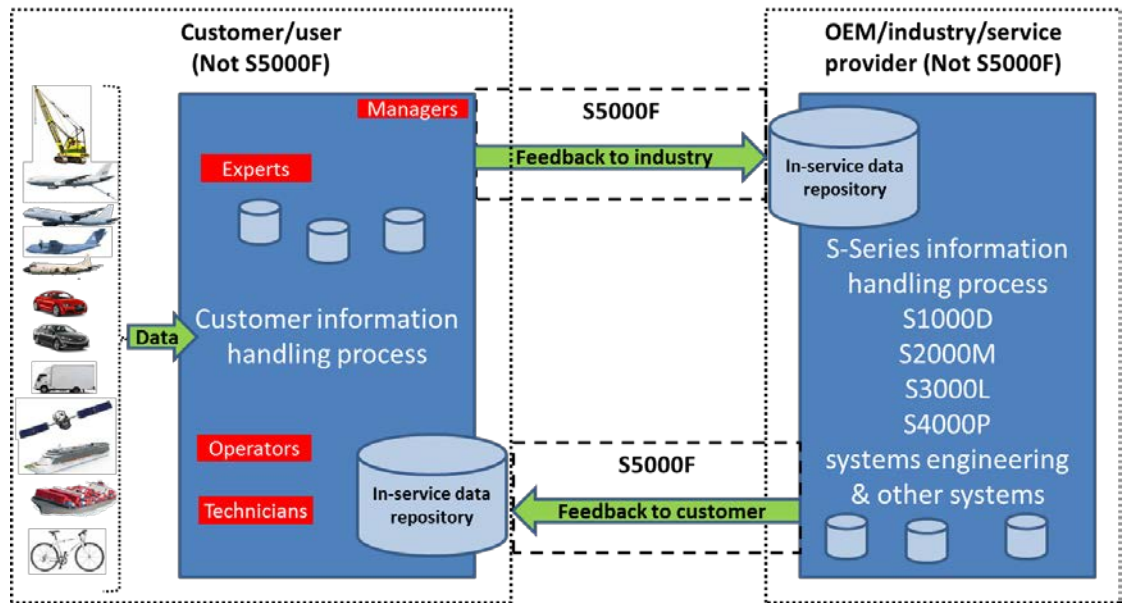 Customer/user
(Not S5000F)
Managers
Experts
Data
Customer information
handling process
Operators
Technicians
In-service data
repository
S5000F
Feedback to industry
S5000F
Feedback to customer
OEM/industry/service
provider (Not S5000F)
In-service data
repository
S-Series information
handling process
S1000D
S2000M
S3000L
S4000P
systems engineering
& other systems